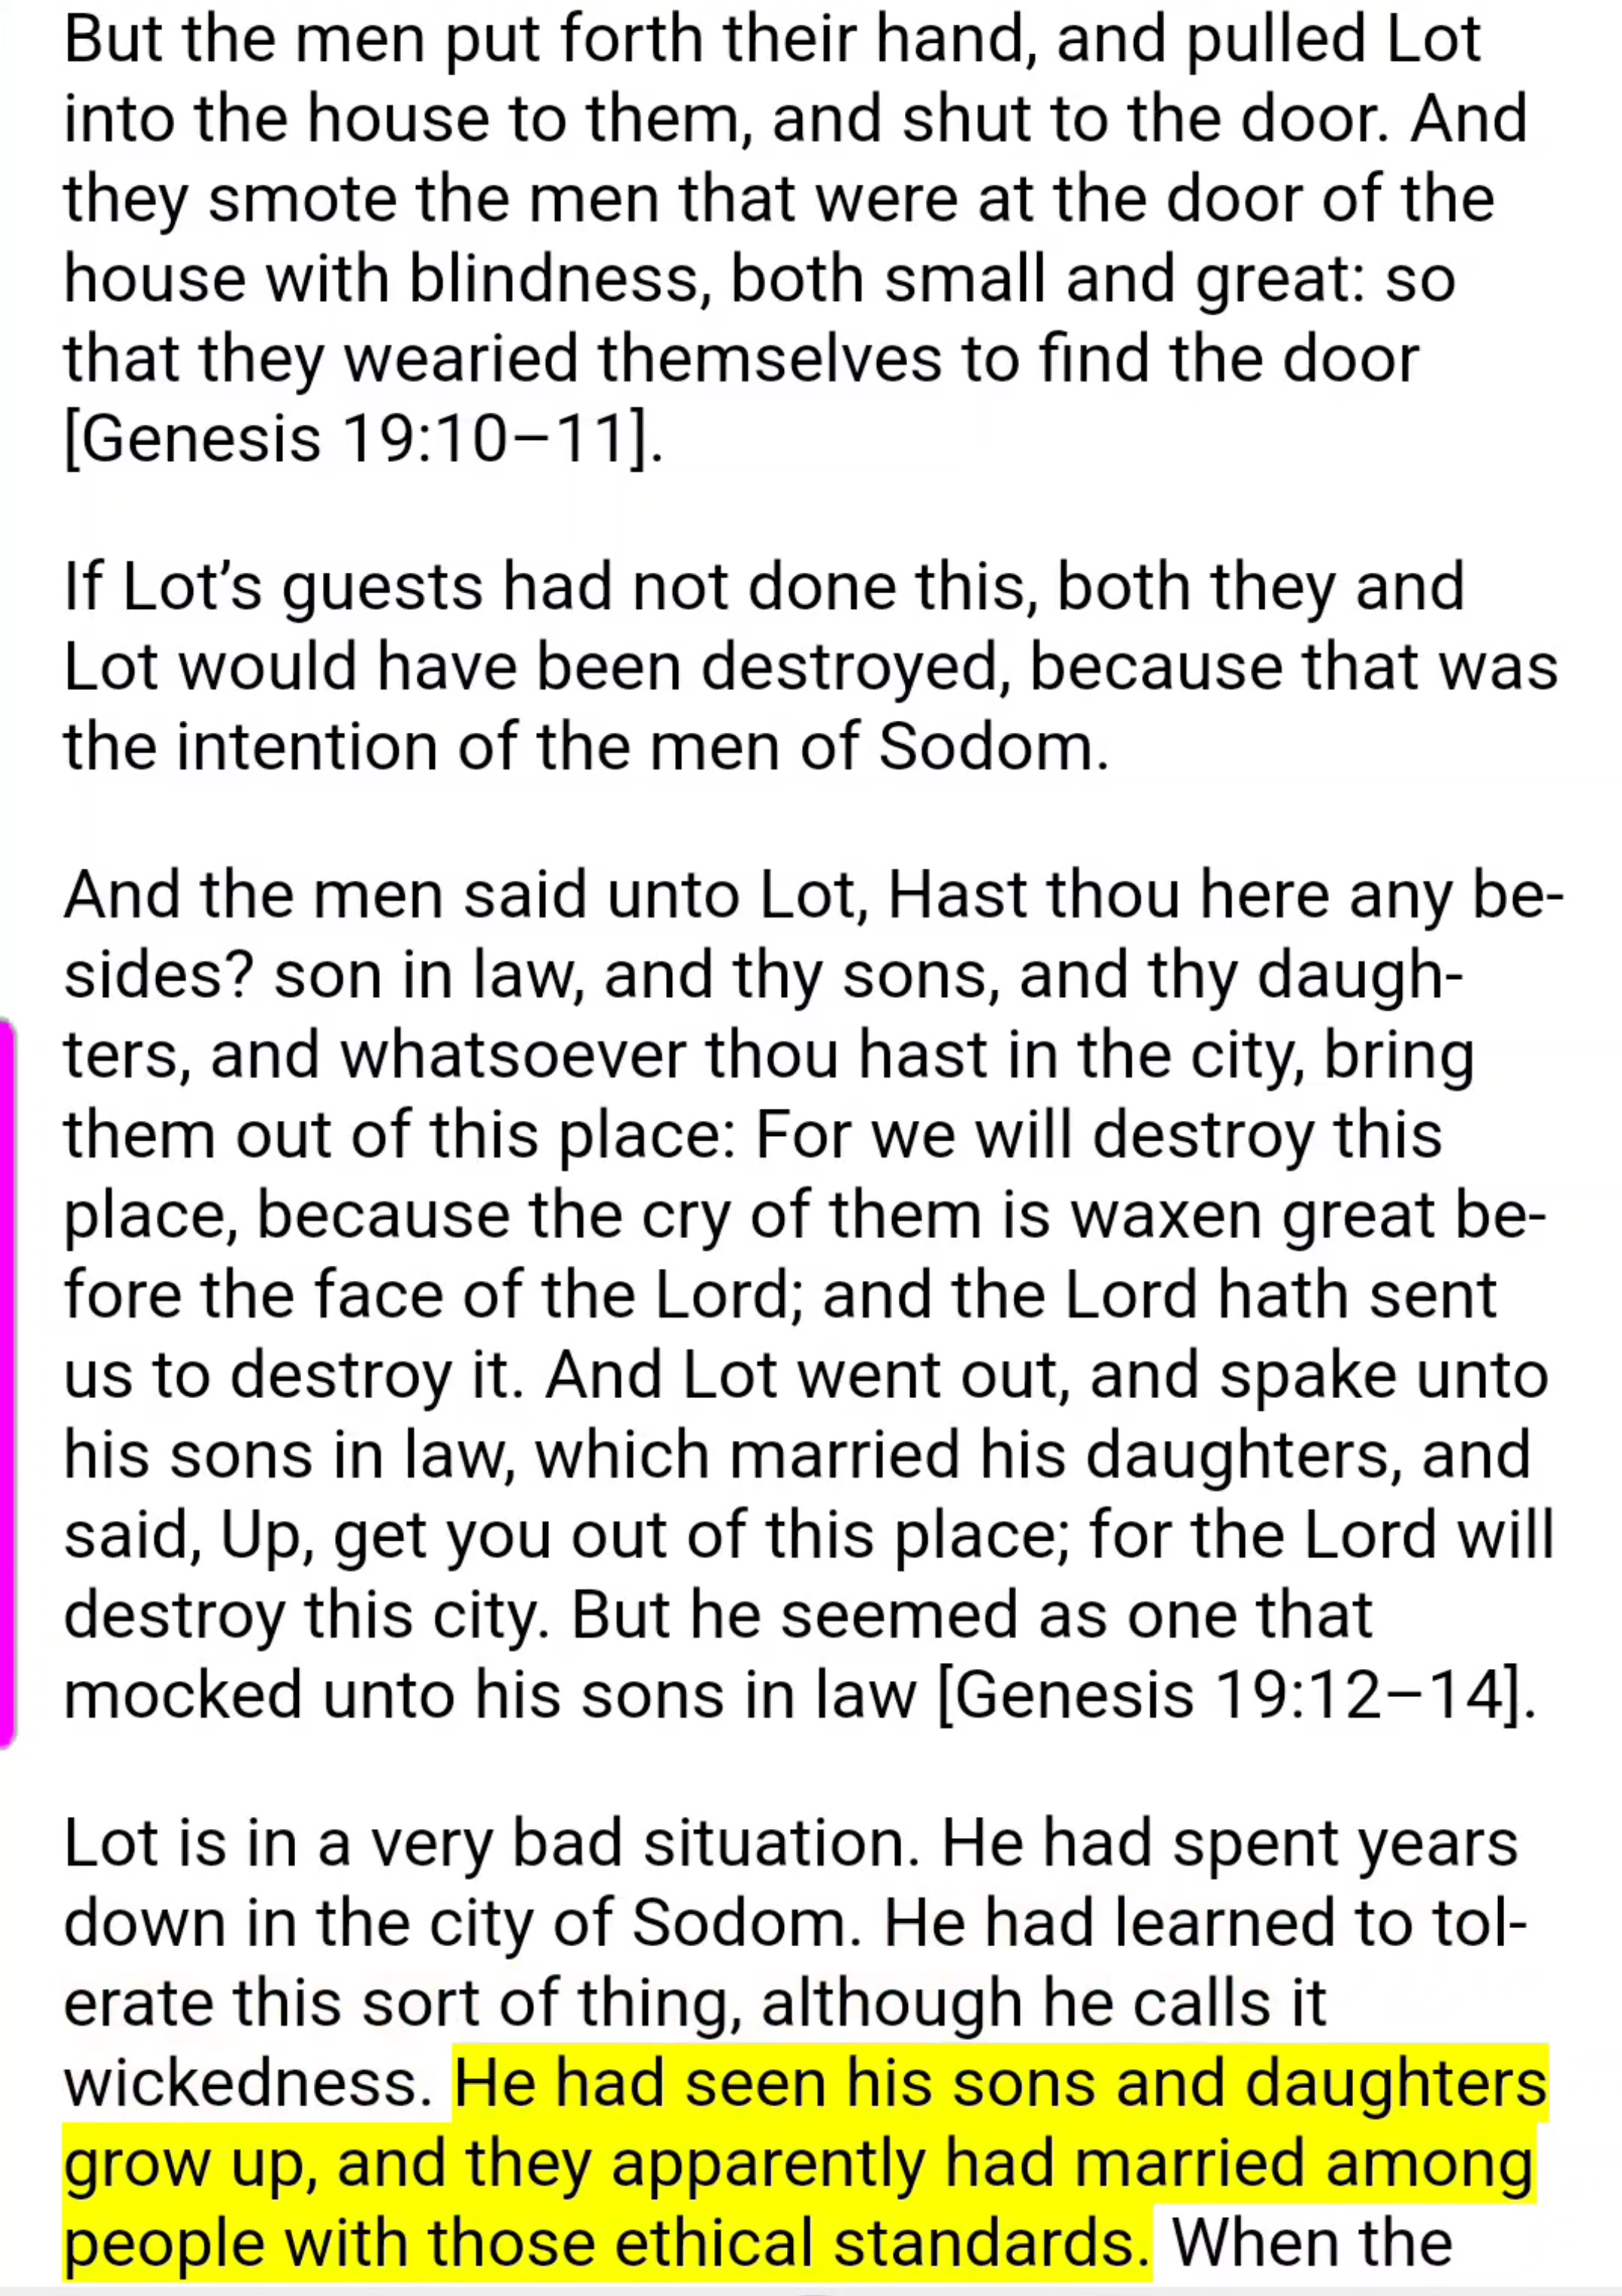 But the men put forth their hand, and pulled Lot
into the house to them, and shut to the door. And
they smote the men that were at the door of the
house with blindness, both small and great: so
that they wearied themselves to find the door
[Genesis 19:10–11].
If Lot’s guests had not done this, both they and
Lot would have been destroyed, because that was
the intention of the men of Sodom.
And the men said unto Lot, Hast thou here any be-
sides? son in law, and thy sons, and thy daugh-
ters, and whatsoever thou hast in the city, bring
them out of this place: For we will destroy this
place, because the cry of them is waxen great be-
fore the face of the Lord; and the Lord hath sent
us to destroy it. And Lot went out, and spake unto
his sons in law, which married his daughters, and
said, Up, get you out of this place; for the Lord will
destroy this city. But he seemed as one that
mocked unto his sons in law [Genesis 19:12–14].
Lot is in a very bad situation. He had spent years
down in the city of Sodom. He had learned to tol-
erate this sort of thing, although he calls it
wickedness. He had seen his sons and daughters
grow up, and they apparently had married among
people with those ethical standards. When the